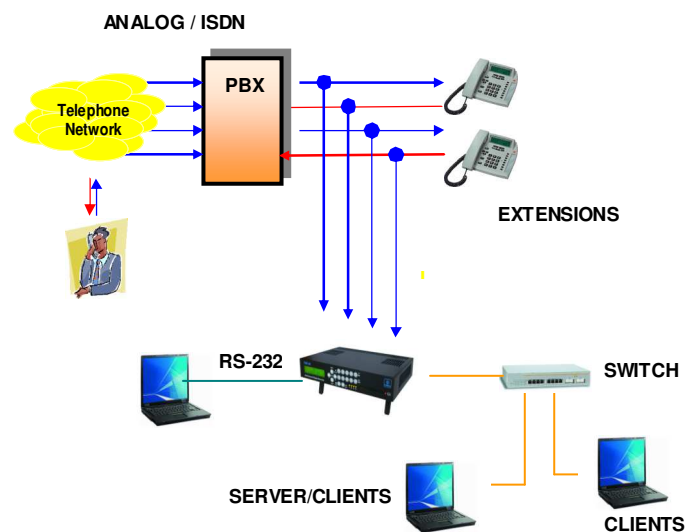 ANALOG / ISDN
PBX
Telephone
Network
EXTENSIONS
RS-232
SWITCH
SERVER/CLIENTS
CLIENTS